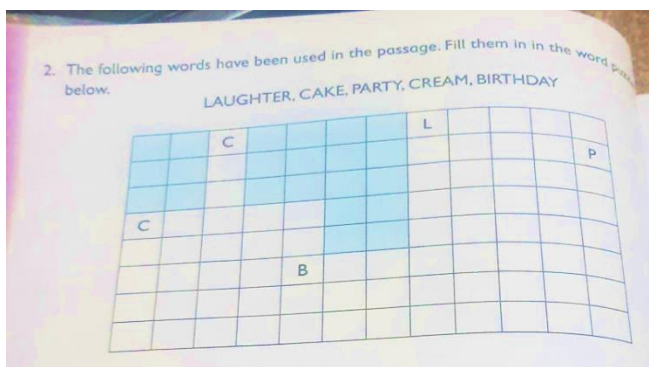 2. The following words have been used in the passage. Fill them in in the word
below.
LAUGHTER, CAKE, PARTY, CREAM, BIRTHDAY
C
L
P
C
B